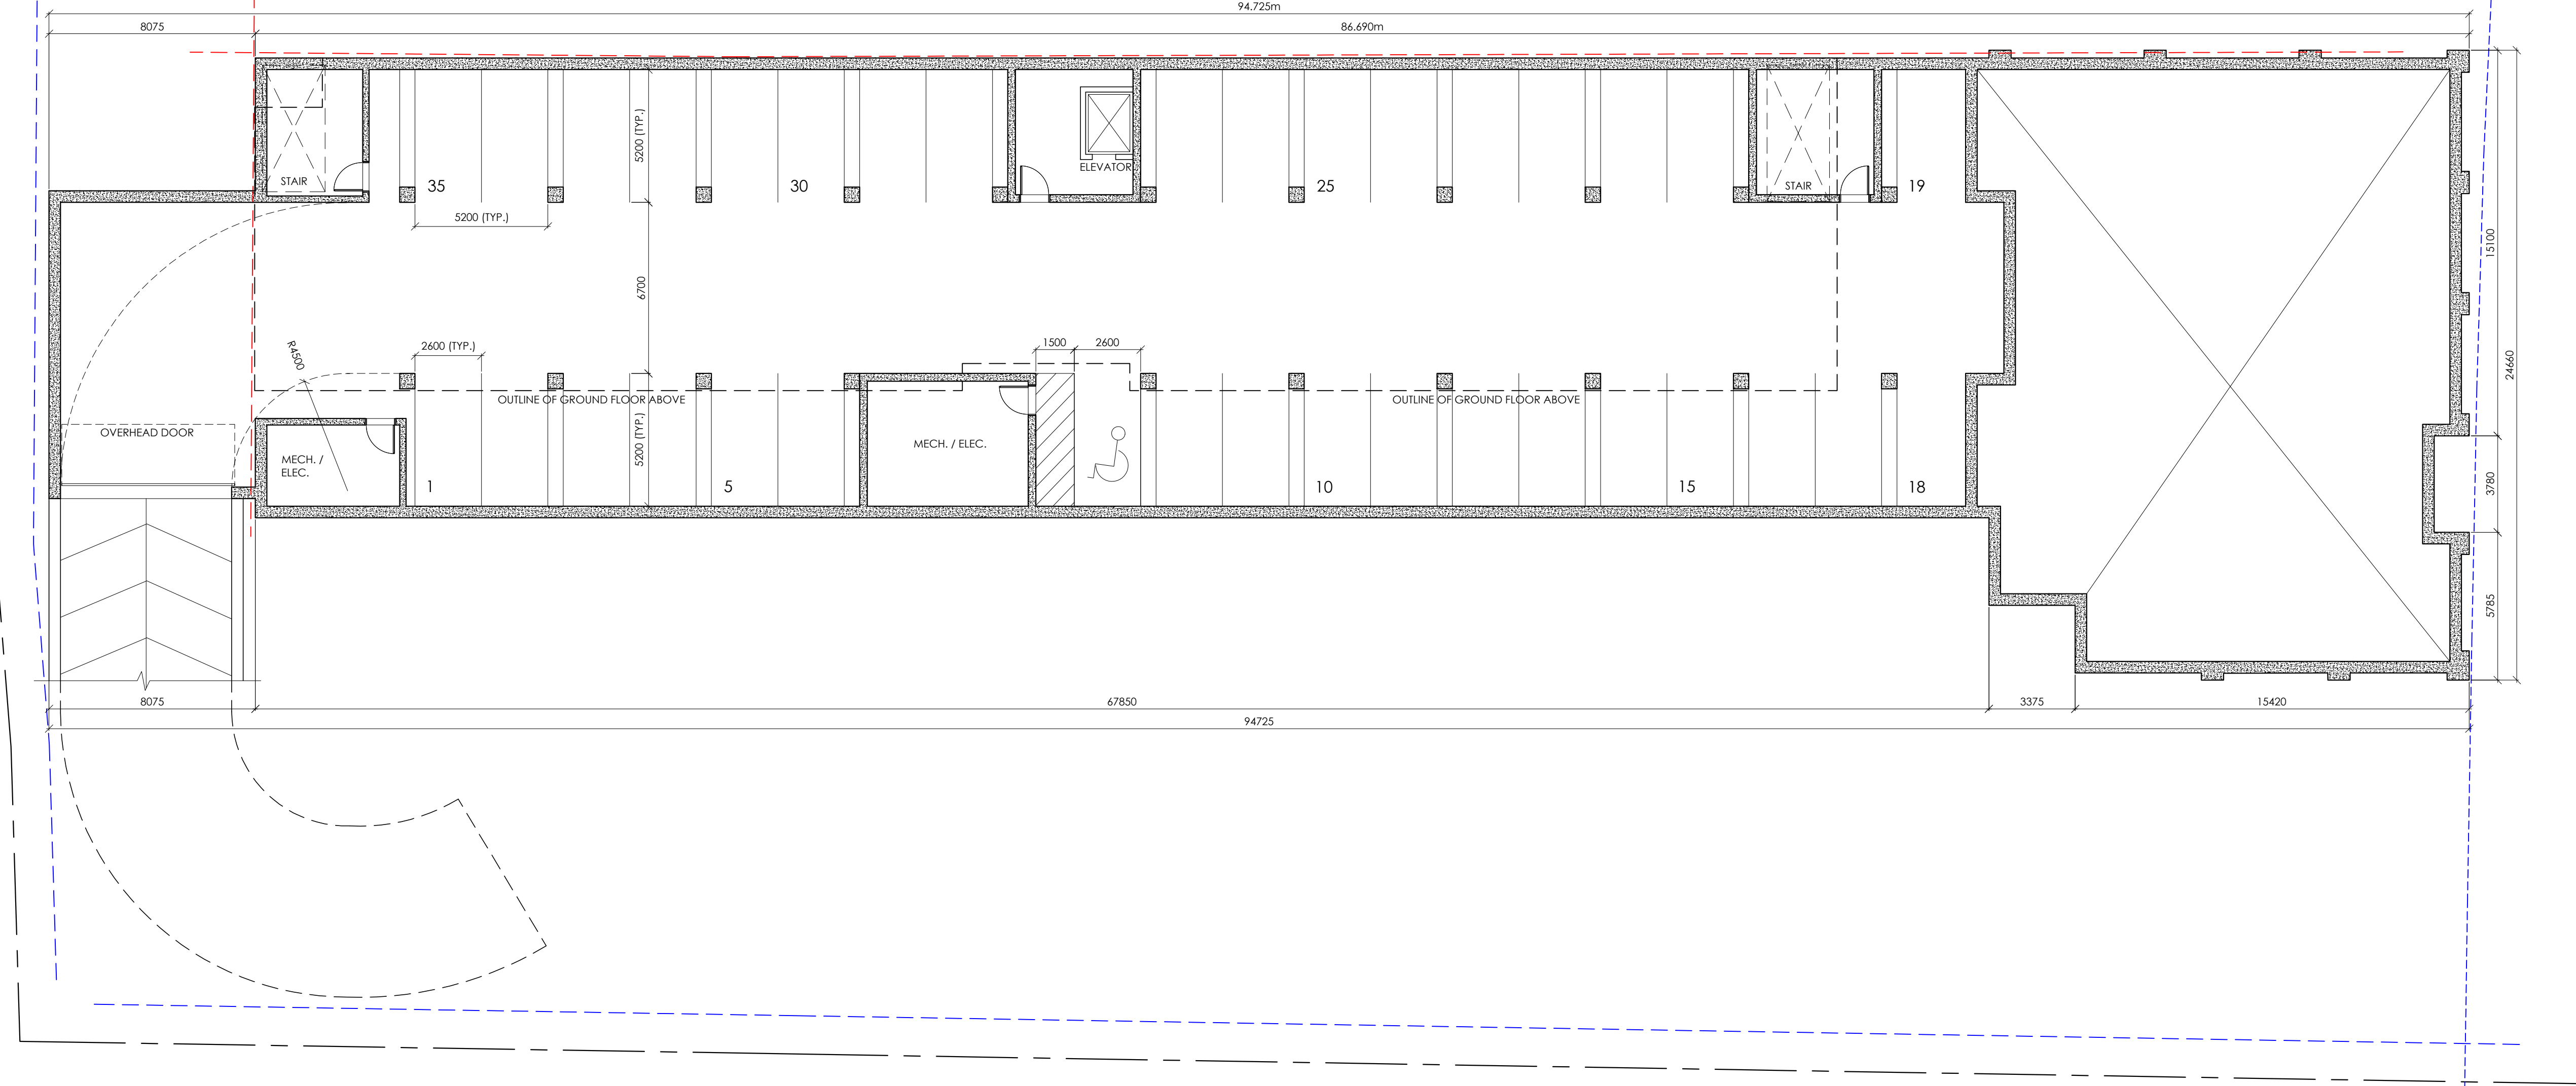 94.725m
8075
86.690m
5200 (TYP.)
STAIR
35
30
ELEVATOR
25
STAIR
19
5200 (TYP.)
15100
6700
R4500
2600 (TYP.)
1500
2600
24660
OUTLINE OF GROUND FLOOR ABOVE
OUTLINE OF GROUND FLOOR ABOVE
OVERHEAD DOOR
5200 (TYP.)
MECH. / ELEC.
MECH. /
ELEC.
1
5
10
15
18
3780
5785
8075
67850
3375
15420
94725